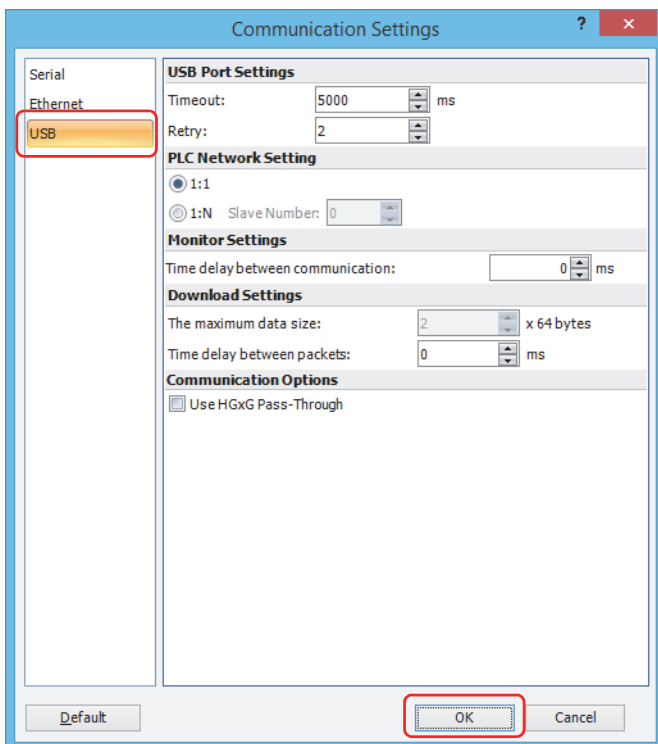 Communication Settings
?
×
Serial
Ethernet
USB
USB Port Settings
Timeout: 5000 ms
Retry: 2
PLC Network Setting
1:1
1:N Slave Number: 0
Monitor Settings
Time delay between communication: 0 ms
Download Settings
The maximum data size: 2 x 64 bytes
Time delay between packets: 0 ms
Communication Options
Use HGxG Pass-Through
Default
OK
Cancel